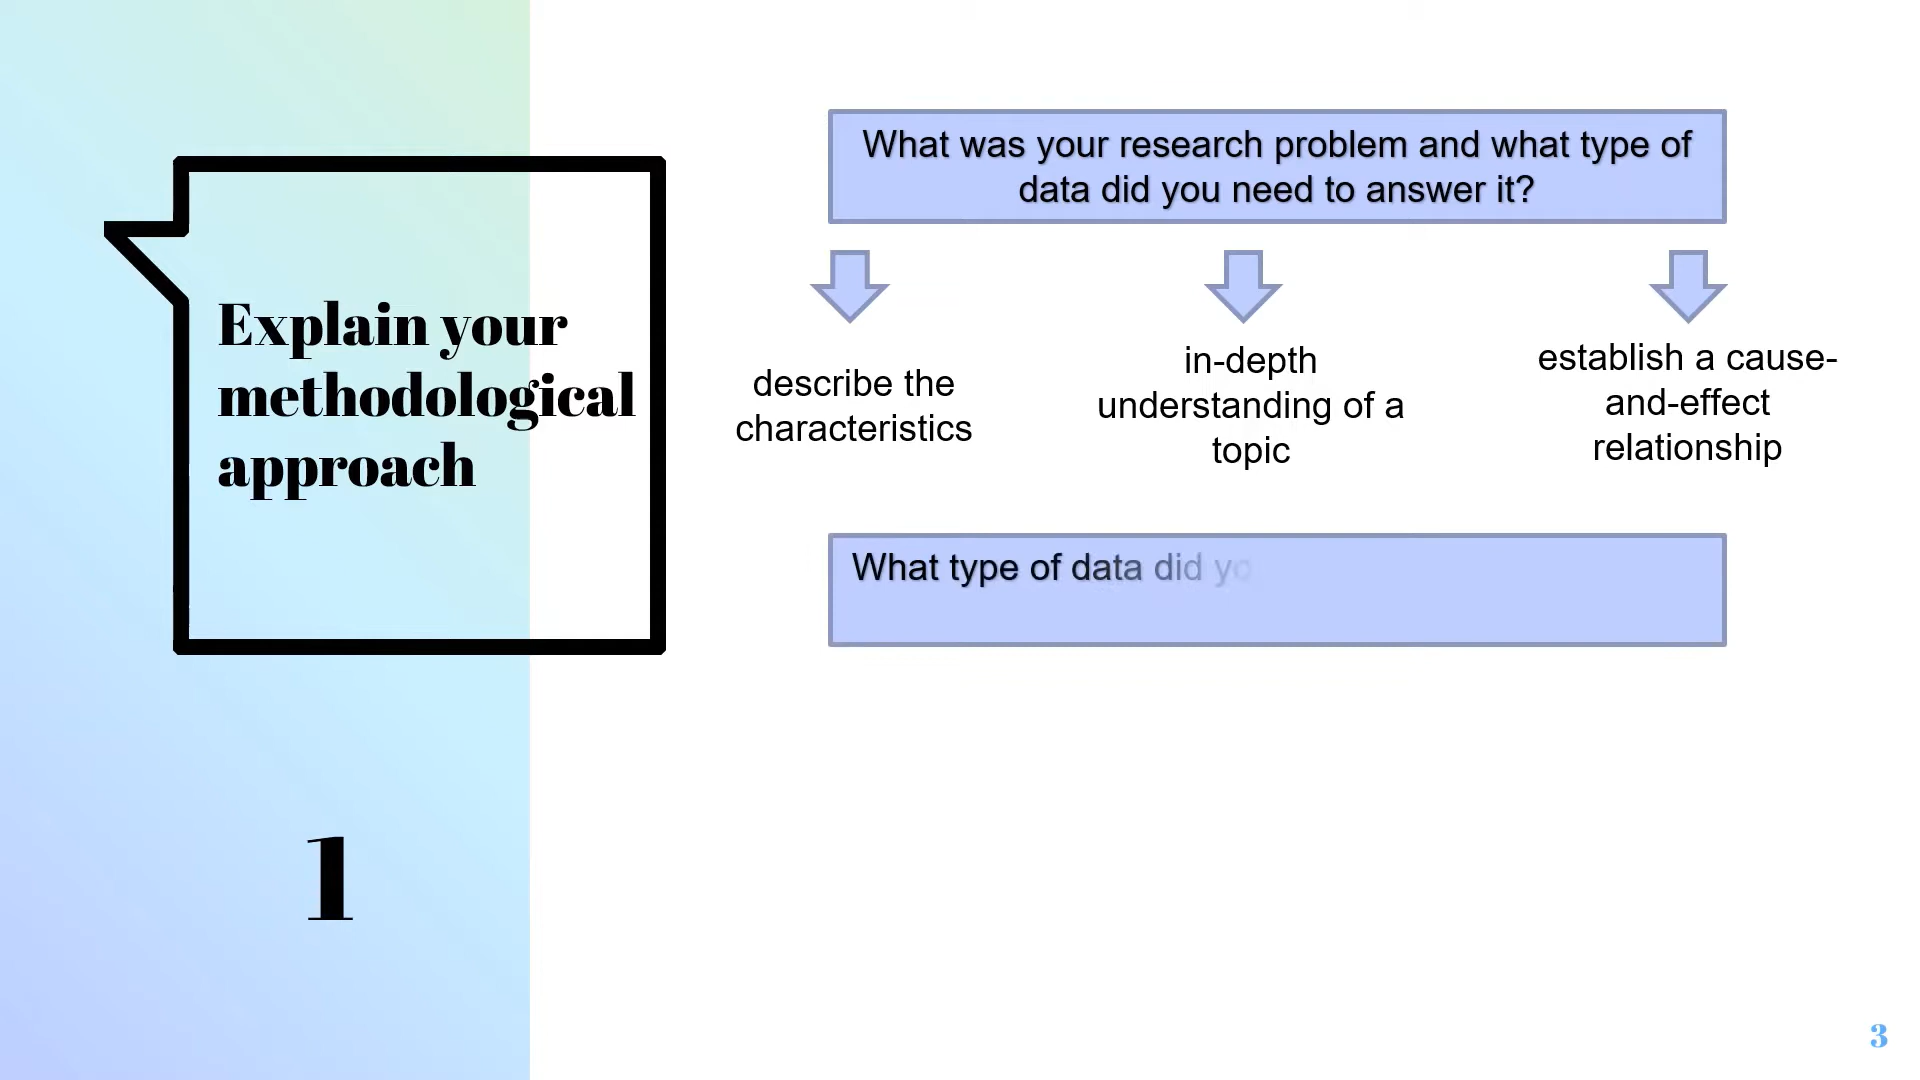 Explain your
methodological
approach
1
What was your research problem and what type of
data did you need to answer it?
describe the
characteristics
in-depth
understanding of a
topic
establish a cause-
and-effect
relationship
What type of data did yo
3